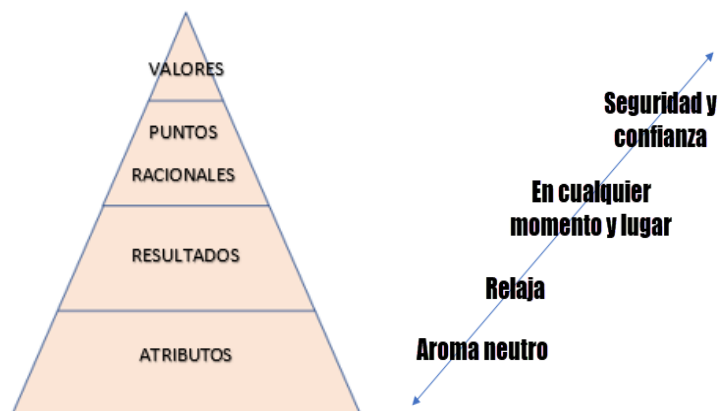 VALORES
PUNTOS
RACIONALES
RESULTADOS
ATRIBUTOS
Seguridad y
confianza
En cualquier
momento y lugar
Relaja
Aroma neutro